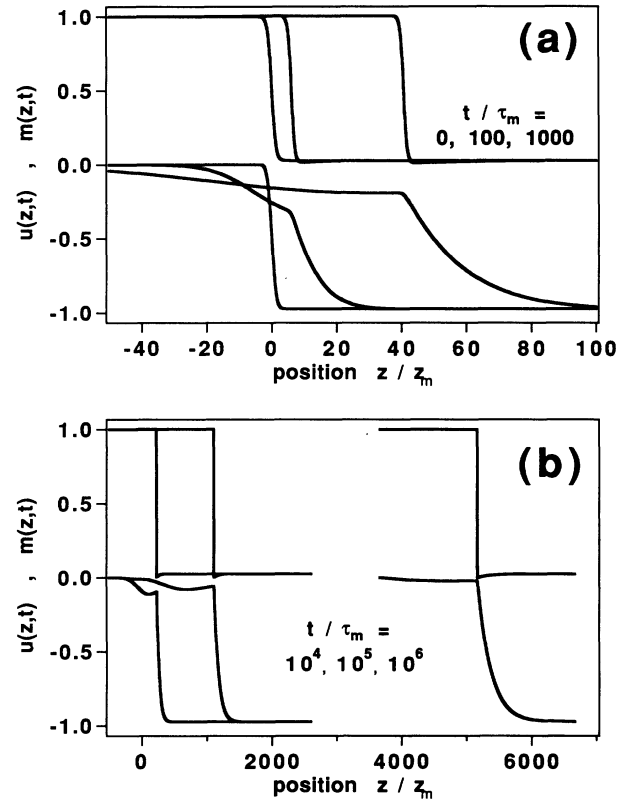 (a)
1.0
0.5
0.0
-0.5
-1.0
u(z,t) , m(z,t)
t / τm =
0, 100, 1000
-40 -20 0 20 40 60 80 100
position z / zm
(b)
1.0
0.5
0.0
-0.5
-1.0
u(z,t) , m(z,t)
t / τm =
10⁴, 10⁵, 10⁶
0 2000 4000 6000
position z / zm